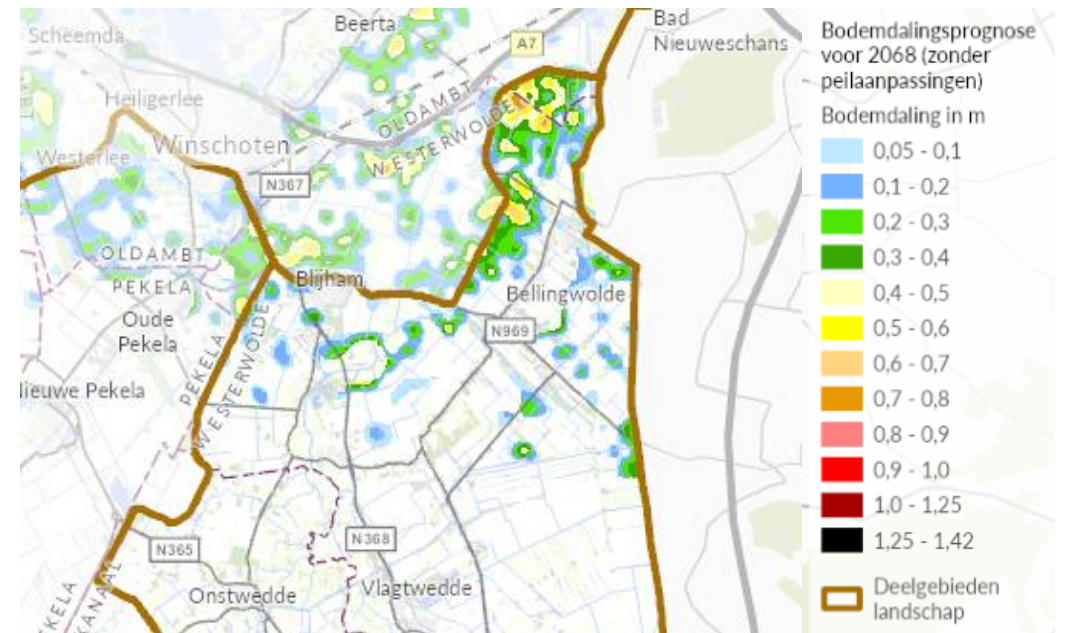 Beerta
Bad
Nieuweschans
Scheemda
A7
Heiligerlee
OLDAMBT
WESTERWOLDE
Winschoten
Westerlee
N367
OLDAMBT
PEKELA
Blijham
Bellingwolde
Oude
Pekela
N969
PEKELA
WESTERWOLDE
Nieuwe Pekela
N365
N368
Onstwedde
Vlagtwedde
KANAAL
Bodemdalingsprognose
voor 2068 (zonder
peilaanpassingen)
Bodemdaling in m
0,05 - 0,1
0,1 - 0,2
0,2 - 0,3
0,3 - 0,4
0,4 - 0,5
0,5 - 0,6
0,6 - 0,7
0,7 - 0,8
0,8 - 0,9
0,9 - 1,0
1,0 - 1,25
1,25 - 1,42
Deelgebieden
landschap